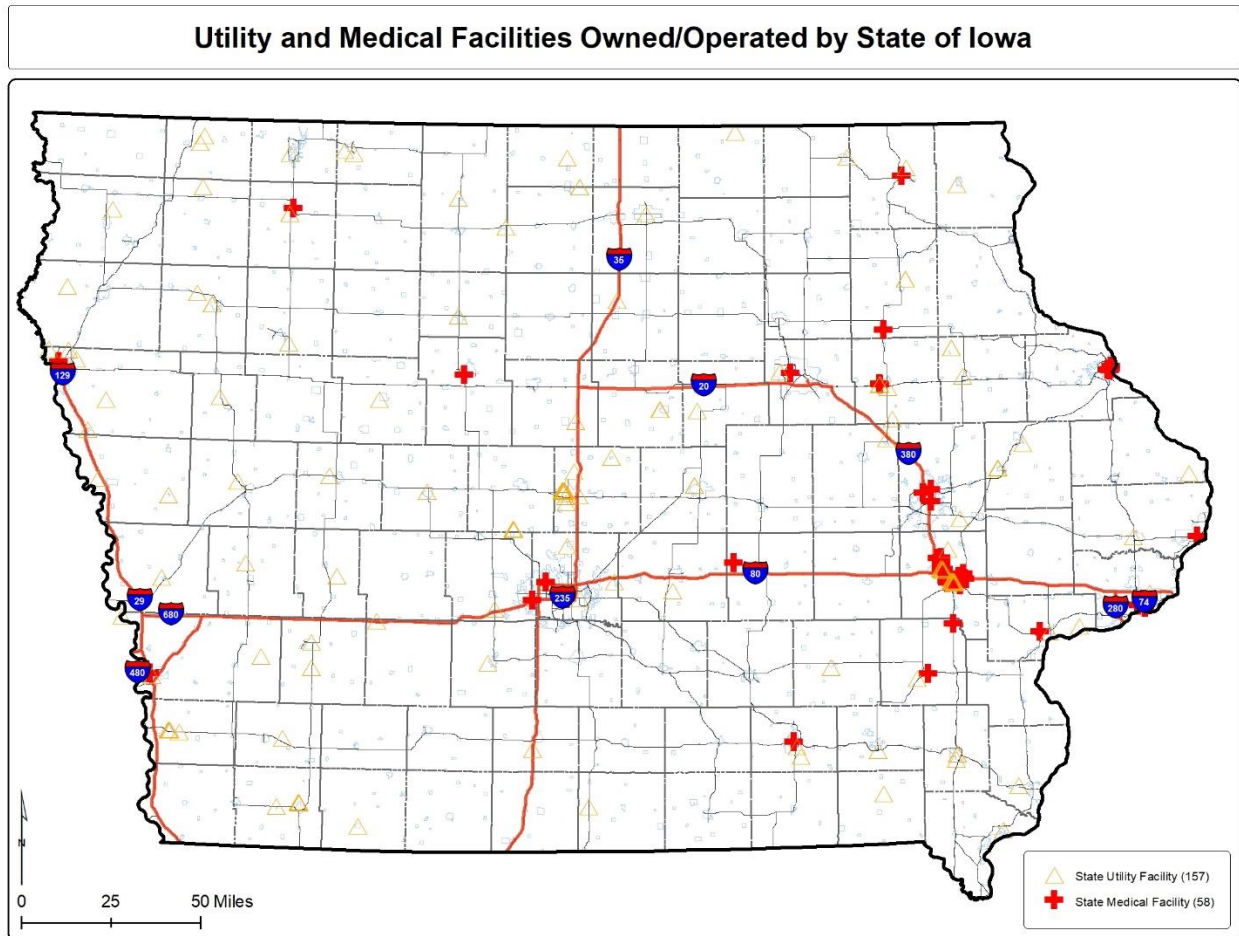 Utility and Medical Facilities Owned/Operated by State of Iowa
35
129
20
380
80
235
29
680
280
74
480
N
0
25
50 Miles
State Utility Facility (157)
State Medical Facility (58)